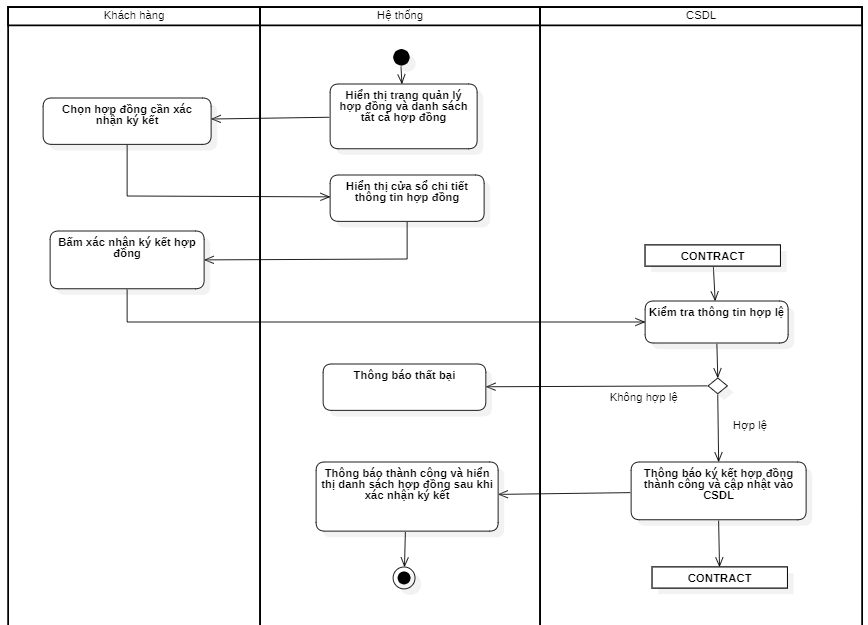 Khách hàng
Hệ thống
CSDL
Hiển thị trang quản lý
hợp đồng và danh sách
tất cả hợp đồng
Chọn hợp đồng cần xác
nhận ký kết
Hiển thị cửa sổ chi tiết
thông tin hợp đồng
Bấm xác nhận ký kết hợp
đồng
CONTRACT
Kiểm tra thông tin hợp lệ
Thông báo thất bại
Không hợp lệ
Hợp lệ
Thông báo thành công và hiển
thị danh sách hợp đồng sau khi
xác nhận ký kết
Thông báo ký kết hợp đồng
thành công và cập nhật vào
CSDL
CONTRACT